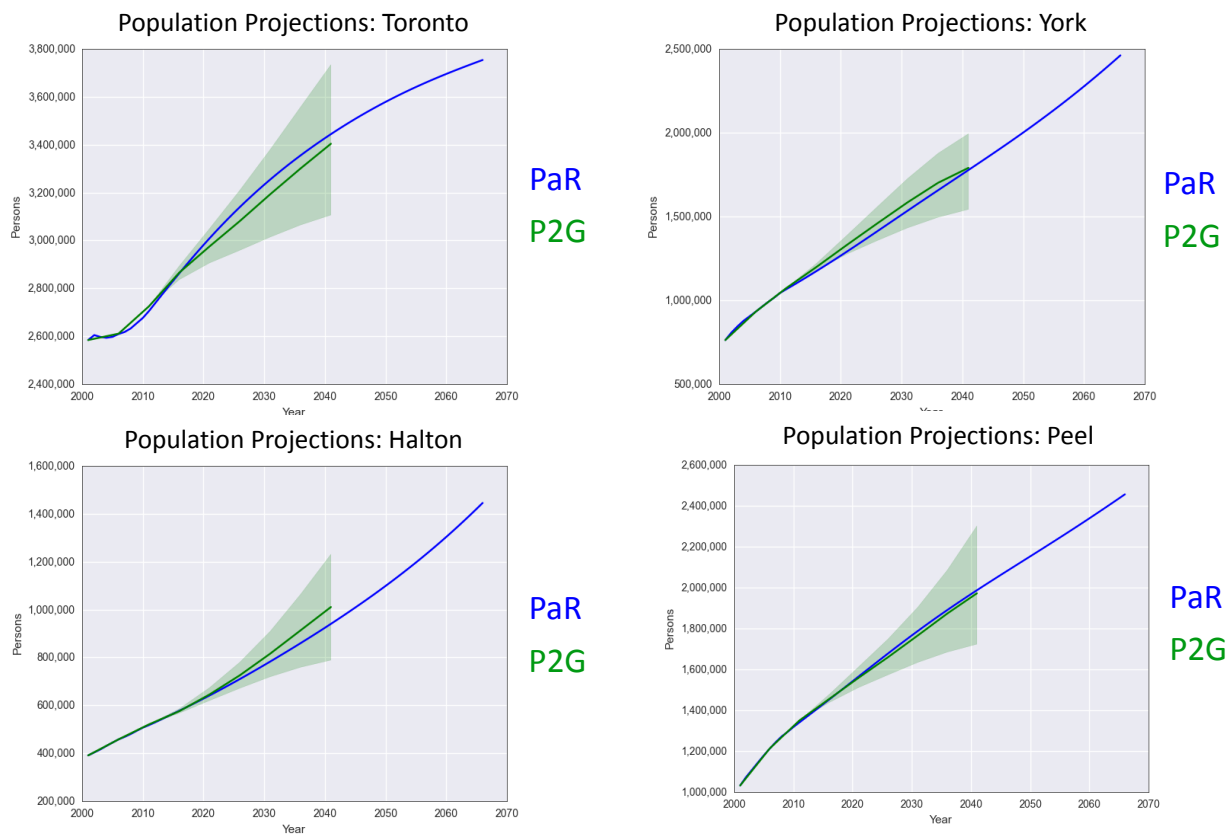 Population Projections: Toronto
3,800,000
3,600,000
3,400,000
3,200,000
3,000,000
2,800,000
2,600,000
2,400,000
Persons
2000 2010 2020 2030 2040 2050 2060 2070
Year
PaR
P2G
Population Projections: York
2,500,000
2,000,000
1,500,000
1,000,000
500,000
Persons
2000 2010 2020 2030 2040 2050 2060 2070
Year
PaR
P2G
Population Projections: Halton
1,600,000
1,400,000
1,200,000
1,000,000
800,000
600,000
400,000
200,000
Persons
2000 2010 2020 2030 2040 2050 2060 2070
Year
PaR
P2G
Population Projections: Peel
2,600,000
2,400,000
2,200,000
2,000,000
1,800,000
1,600,000
1,400,000
1,200,000
1,000,000
Persons
2000 2010 2020 2030 2040 2050 2060 2070
Year
PaR
P2G